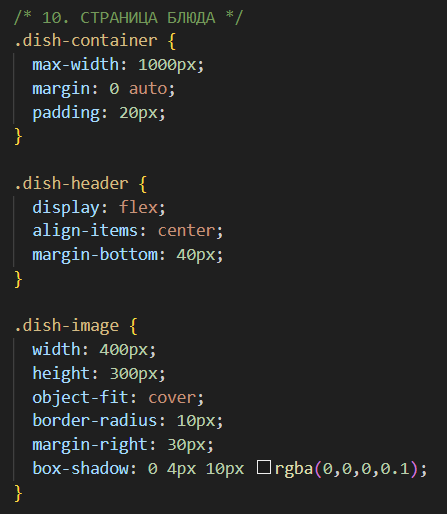 /* 10. СТРАНИЦА БЛЮДА */
.dish-container {
  max-width: 1000px;
  margin: 0 auto;
  padding: 20px;
}

.dish-header {
  display: flex;
  align-items: center;
  margin-bottom: 40px;
}

.dish-image {
  width: 400px;
  height: 300px;
  object-fit: cover;
  border-radius: 10px;
  margin-right: 30px;
  box-shadow: 0 4px 10px rgba(0,0,0,0.1);
}